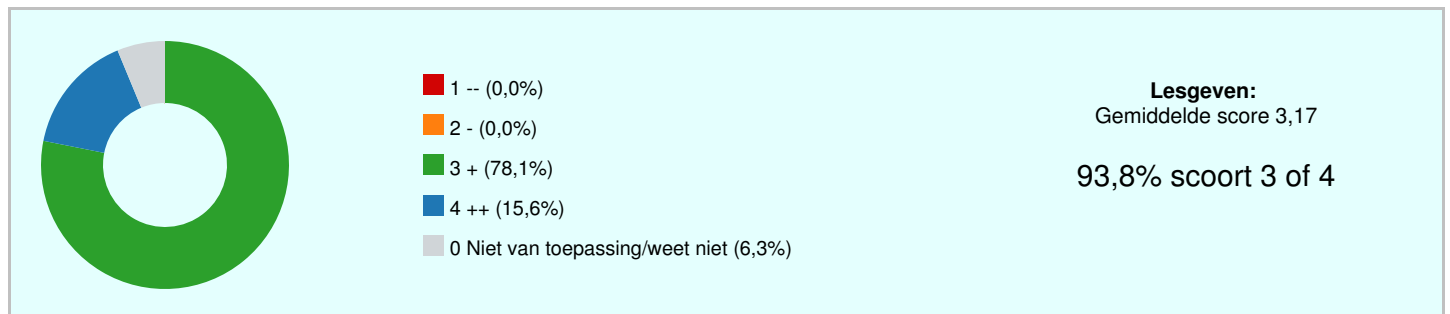 1 -- (0,0%)
2 - (0,0%)
3 + (78,1%)
4 ++ (15,6%)
0 Niet van toepassing/weet niet (6,3%)
Lesgeven:
Gemiddelde score 3,17
93,8% scoort 3 of 4